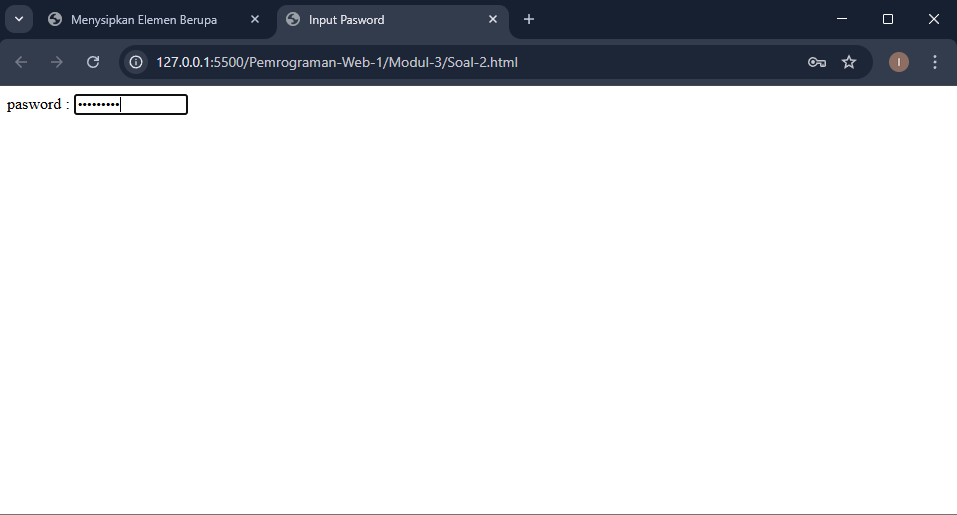 Menyisipkan Elemen Berupa
Input Pasword
127.0.0.1:5500/Pemrograman-Web-1/Modul-3/Soal-2.html
I
pasword : •••••••••